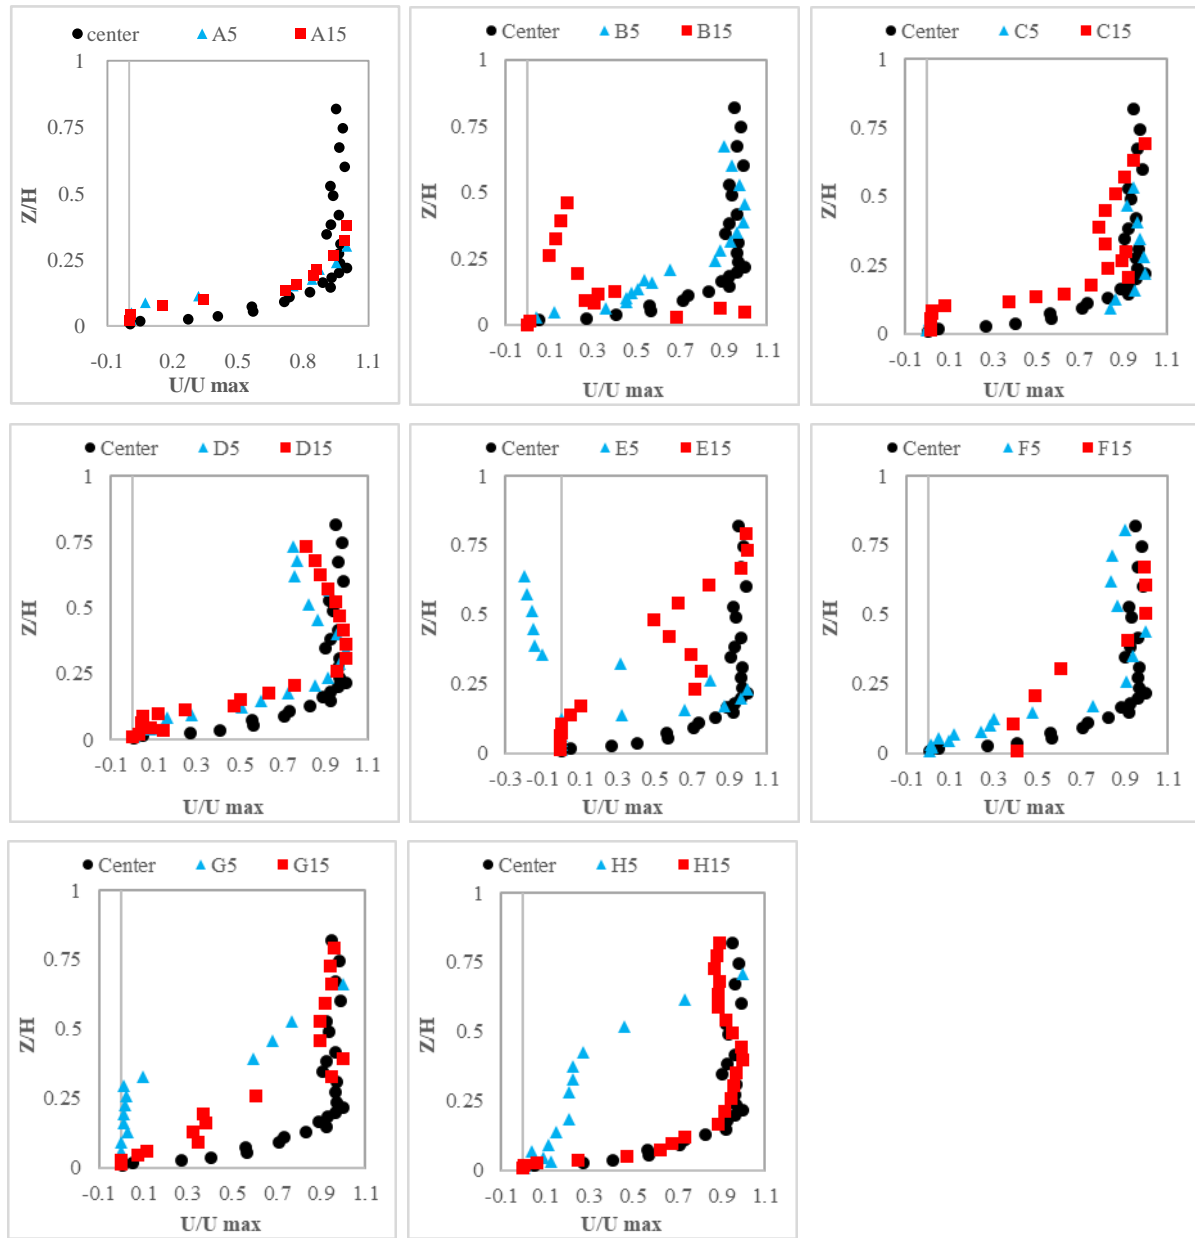 center A5 A15
1
0.75
0.5
0.25
0
Z/H
-0.1 0.2 0.5 0.8 1.1
U/U max
Center B5 B15
1
0.75
0.5
0.25
0
Z/H
-0.1 0.1 0.3 0.5 0.7 0.9 1.1
U/U max
Center C5 C15
1
0.75
0.5
0.25
0
Z/H
-0.1 0.1 0.3 0.5 0.7 0.9 1.1
U/U max
Center D5 D15
1
0.75
0.5
0.25
0
Z/H
-0.1 0.1 0.3 0.5 0.7 0.9 1.1
U/U max
Center E5 E15
1
0.75
0.5
0.25
0
Z/H
-0.3 -0.1 0.1 0.3 0.5 0.7 0.9 1.1
U/U max
Center F5 F15
1
0.75
0.5
0.25
0
Z/H
-0.1 0.1 0.3 0.5 0.7 0.9 1.1
U/U max
Center G5 G15
1
0.75
0.5
0.25
0
Z/H
-0.1 0.1 0.3 0.5 0.7 0.9 1.1
U/U max
Center H5 H15
1
0.75
0.5
0.25
0
Z/H
-0.1 0.1 0.3 0.5 0.7 0.9 1.1
U/U max